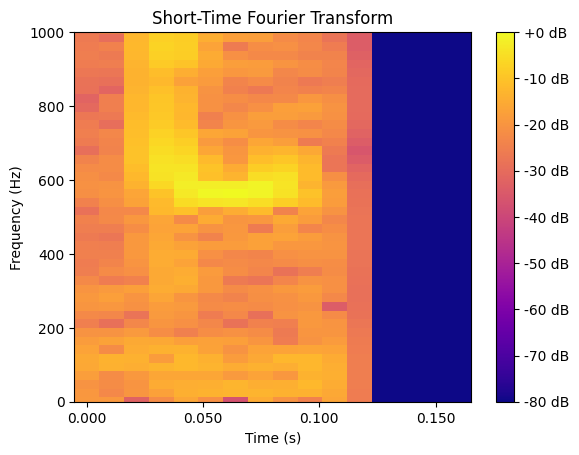 Short-Time Fourier Transform
1000
800
600
400
200
0
Frequency (Hz)
0.000
0.050
0.100
0.150
Time (s)
+0 dB
-10 dB
-20 dB
-30 dB
-40 dB
-50 dB
-60 dB
-70 dB
-80 dB